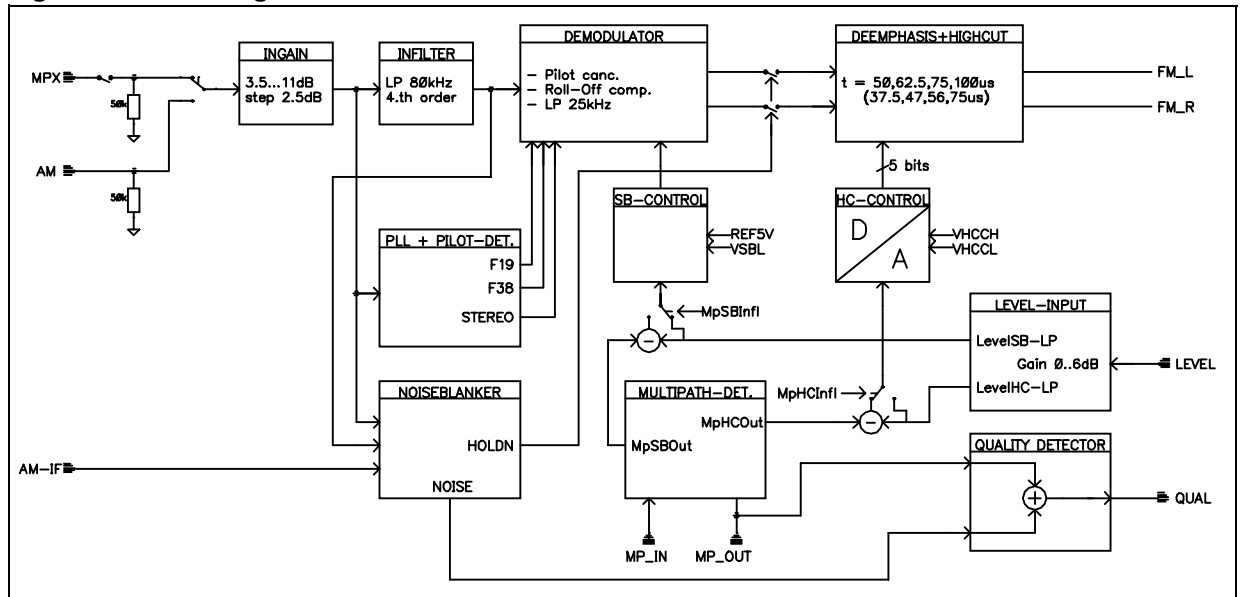 INGAIN
3.5...11dB
step 2.5dB
INFILTER
LP 80kHz
4.th order
DEMODULATOR
- Pilot canc.
- Roll-Off comp.
- LP 25kHz
DEEMPHASIS+HIGHCUT
t = 50,62.5,75,100us
(37.5,47,56,75us)
MPX
FM_L
FM_R
50k
AM
50k
5 bits
SB-CONTROL
REF5V
VSBL
HC-CONTROL
D
A
VHCCH
VHCCL
PLL + PILOT-DET.
F19
F38
STEREO
MpSBInfl
LEVEL-INPUT
LevelSB-LP
Gain 0..6dB
LevelHC-LP
LEVEL
NOISEBLANKER
HOLDN
NOISE
AM-IF
MULTIPATH-DET.
MpHCOut
MpSBOut
MpHCInfl
QUALITY DETECTOR
QUAL
MP_IN
MP_OUT